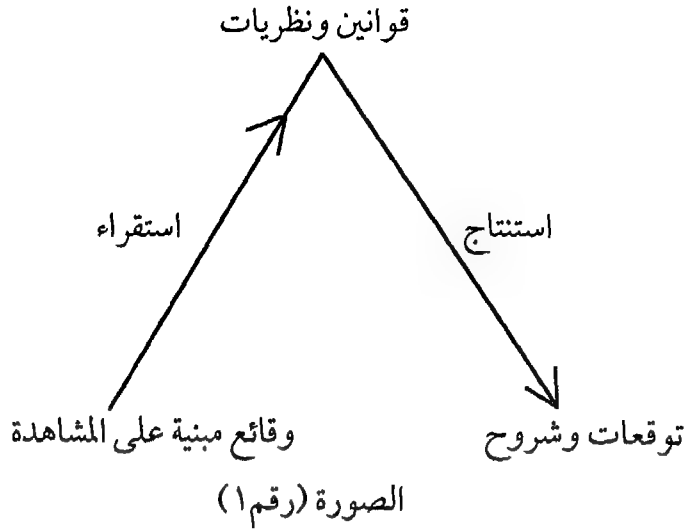 قوانين ونظريات
استنتاج
استقراء
توقعات وشروح
وقائع مبنية على المشاهدة
الصورة (رقم١)